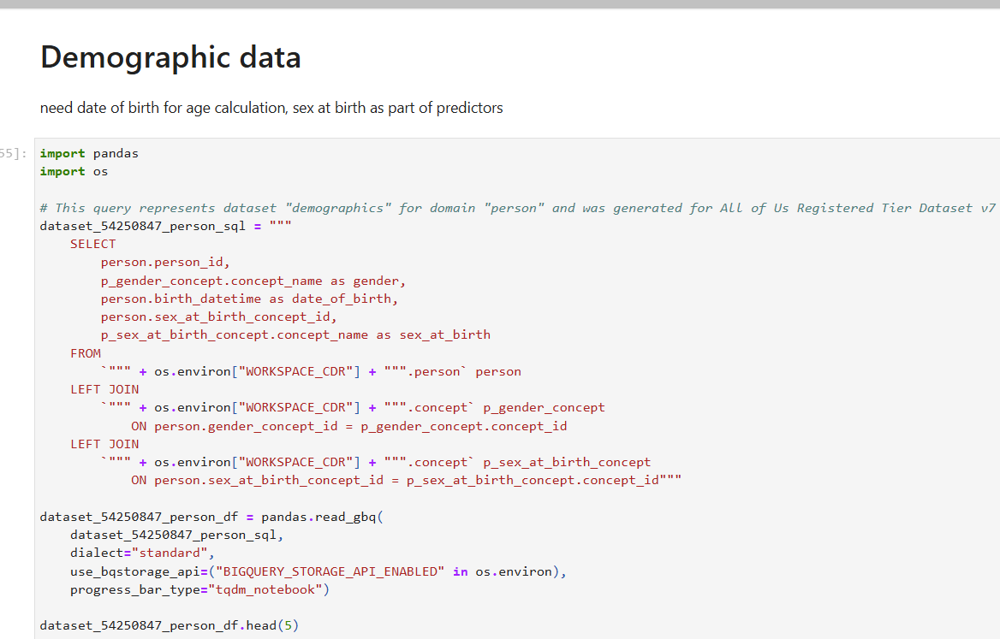 Demographic data
need date of birth for age calculation, sex at birth as part of predictors
55]:
import pandas
import os
# This query represents dataset "demographics" for domain "person" and was generated for All of Us Registered Tier Dataset v7
dataset_54250847_person_sql = """
    SELECT
        person.person_id,
        p_gender_concept.concept_name as gender,
        person.birth_datetime as date_of_birth,
        person.sex_at_birth_concept_id,
        p_sex_at_birth_concept.concept_name as sex_at_birth
    FROM
        `""" + os.environ["WORKSPACE_CDR"] + """.person` person
    LEFT JOIN
        `""" + os.environ["WORKSPACE_CDR"] + """.concept` p_gender_concept
            ON person.gender_concept_id = p_gender_concept.concept_id
    LEFT JOIN
        `""" + os.environ["WORKSPACE_CDR"] + """.concept` p_sex_at_birth_concept
            ON person.sex_at_birth_concept_id = p_sex_at_birth_concept.concept_id"""
dataset_54250847_person_df = pandas.read_gbq(
    dataset_54250847_person_sql,
    dialect="standard",
    use_bqstorage_api=("BIGQUERY_STORAGE_API_ENABLED" in os.environ),
    progress_bar_type="tqdm_notebook")
dataset_54250847_person_df.head(5)